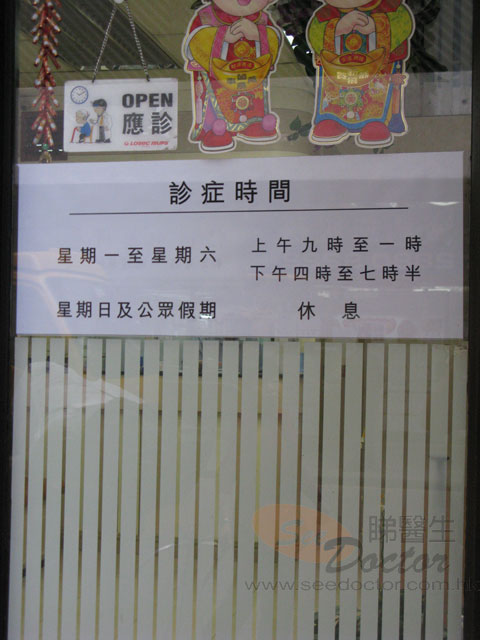 OPEN
應診
診症時間
星期一至星期六 上午九時至一時
下午四時至七時半
星期日及公眾假期 休息
See 睇醫生
Doctor
www.seedoctor.com.hk